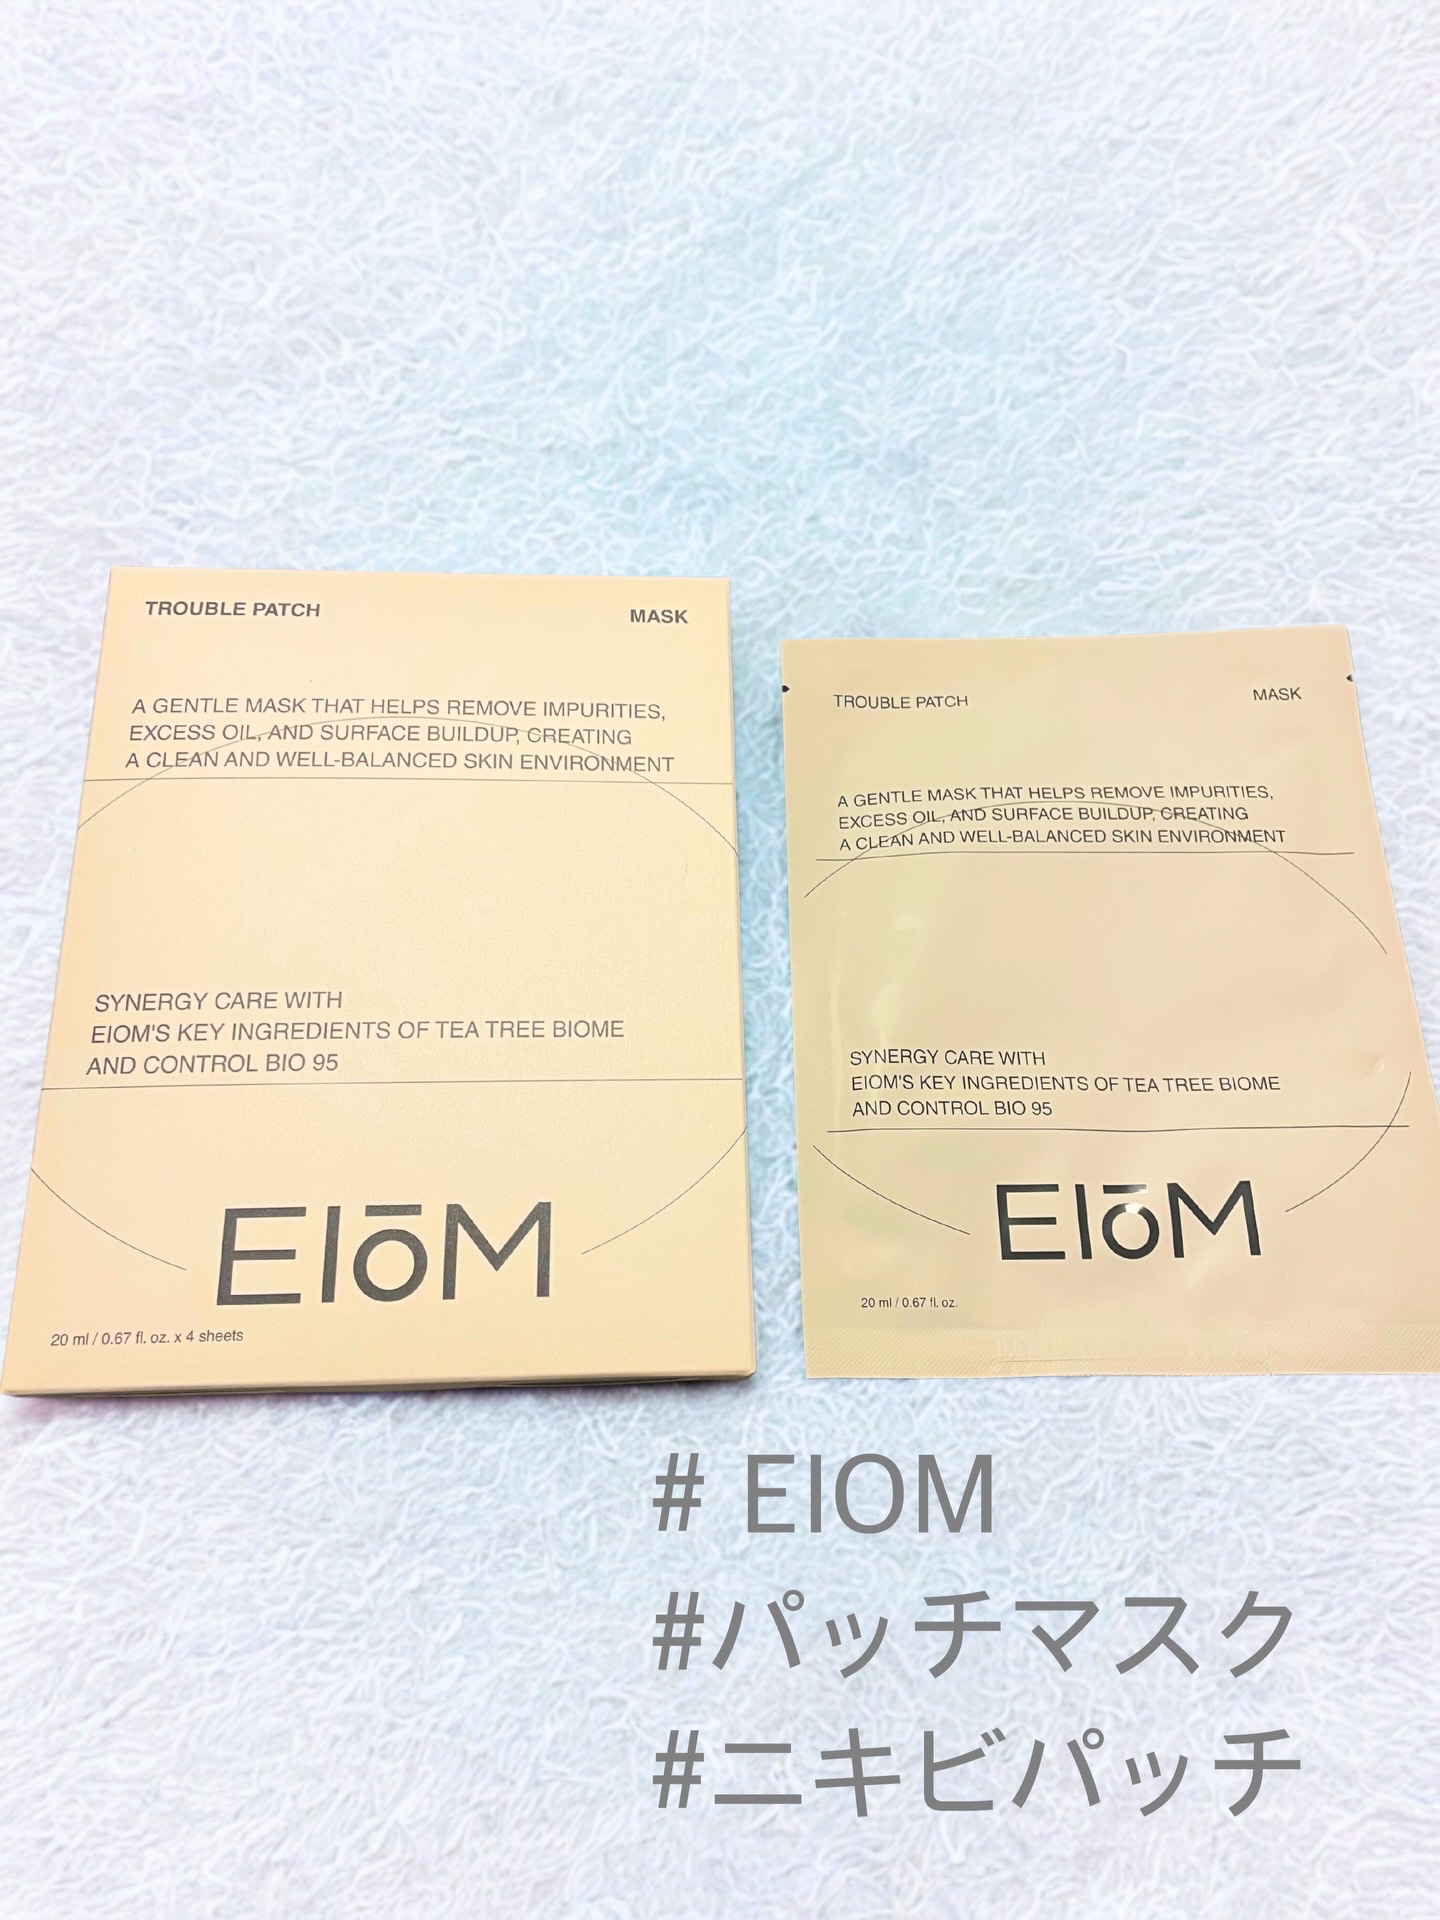 TROUBLE PATCH MASK
A GENTLE MASK THAT HELPS REMOVE IMPURITIES,
EXCESS OIL, AND SURFACE BUILDUP, CREATING
A CLEAN AND WELL-BALANCED SKIN ENVIRONMENT
SYNERGY CARE WITH
EIOM'S KEY INGREDIENTS OF TEA TREE BIOME
AND CONTROL BIO 95
EIōM
20 ml / 0.67 fl. oz. x 4 sheets
TROUBLE PATCH MASK
A GENTLE MASK THAT HELPS REMOVE IMPURITIES,
EXCESS OIL, AND SURFACE BUILDUP, CREATING
A CLEAN AND WELL-BALANCED SKIN ENVIRONMENT
SYNERGY CARE WITH
EIOM'S KEY INGREDIENTS OF TEA TREE BIOME
AND CONTROL BIO 95
EIōM
20 ml / 0.67 fl. oz.
# EIOM
#パッチマスク
#ニキビパッチ